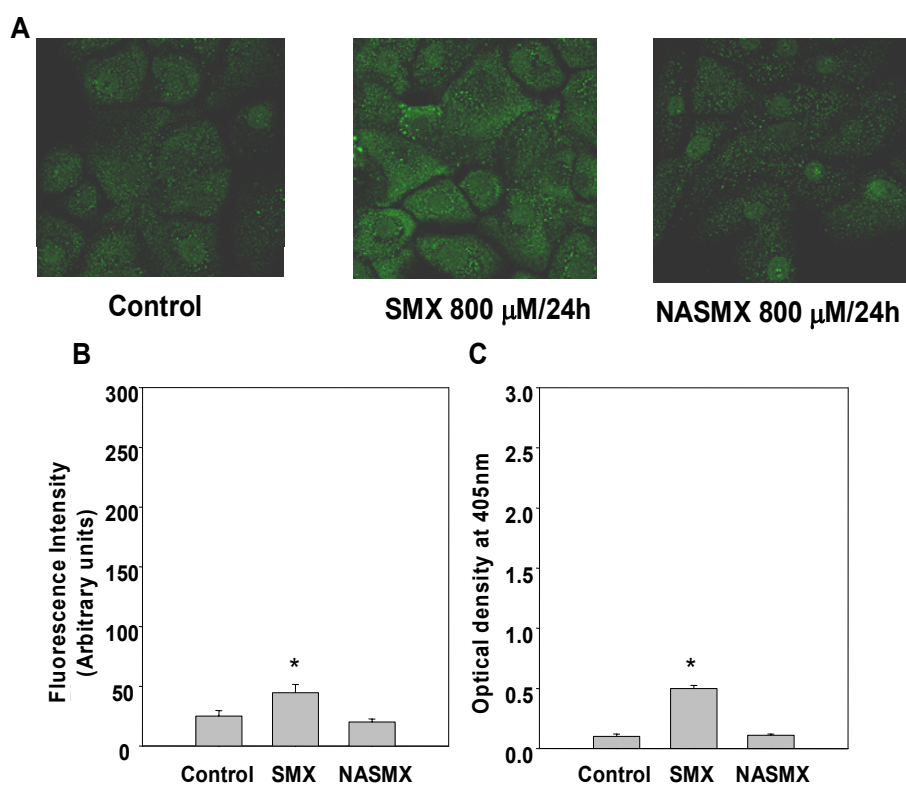 A
Control
SMX 800 μM/24h
NASMX 800 μM/24h
B
Fluorescence Intensity
(Arbitrary units)
300
250
200
150
100
50
0
*
Control SMX NASMX
C
Optical density at 405nm
3.0
2.5
2.0
1.5
1.0
0.5
0.0
*
Control SMX NASMX